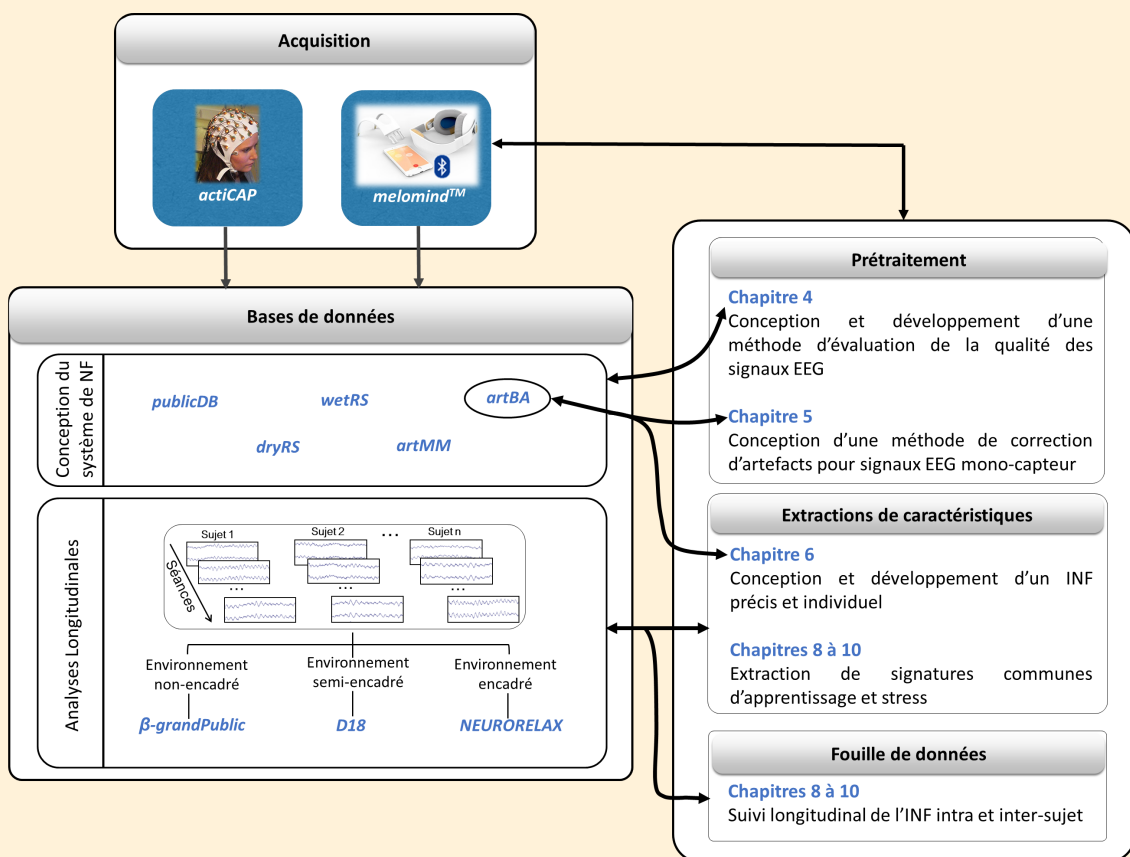 Acquisition
actiCAP
melomind™
Bases de données
Conception du
système de NF
publicDB
wetRS
artBA
dryRS
artMM
Analyses Longitudinales
Sujet 1
Sujet 2
...
Sujet n
Séances
...
...
...
Environnement
non-encadré
Environnement
semi-encadré
Environnement
encadré
β-grandPublic
D18
NEURORELAX
Prétraitement
Chapitre 4
Conception et développement d’une
méthode d’évaluation de la qualité des
signaux EEG
Chapitre 5
Conception d’une méthode de correction
d’artefacts pour signaux EEG mono-capteur
Extractions de caractéristiques
Chapitre 6
Conception et développement d’un INF
précis et individuel
Chapitres 8 à 10
Extraction de signatures communes
d’apprentissage et stress
Fouille de données
Chapitres 8 à 10
Suivi longitudinal de l’INF intra et inter-sujet